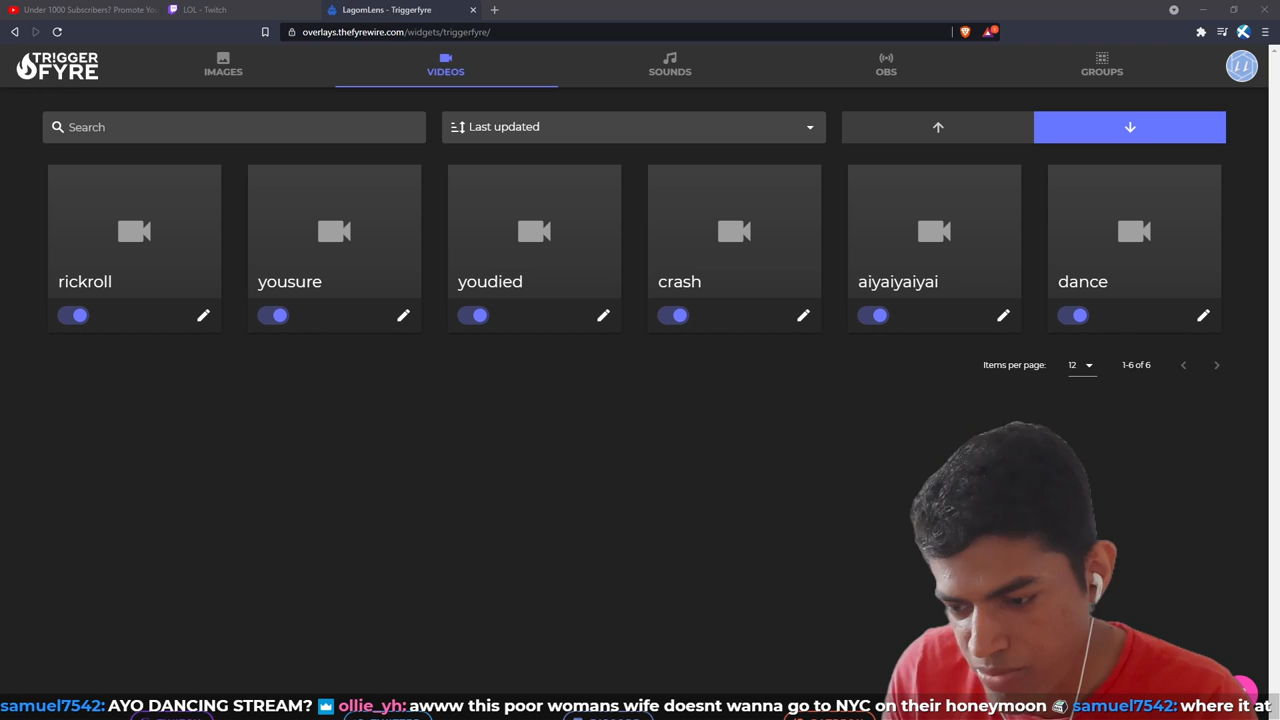 Under 1000 Subscribers? Promote Yo
LOL - Twitch
LagomLens - Triggerfyre
overlays.thefyrewire.com/widgets/triggerfyre/
TR!GGER
FYRE
IMAGES
VIDEOS
SOUNDS
OBS
GROUPS
Search
Last updated
rickroll
yousure
youdied
crash
aiyaiyaiyai
dance
Items per page:
12
1-6 of 6
samuel7542: AYO DANCING STREAM? ollie_yh: awww this poor womans wife doesnt wanna go to NYC on their honeymoon samuel7542: where it at